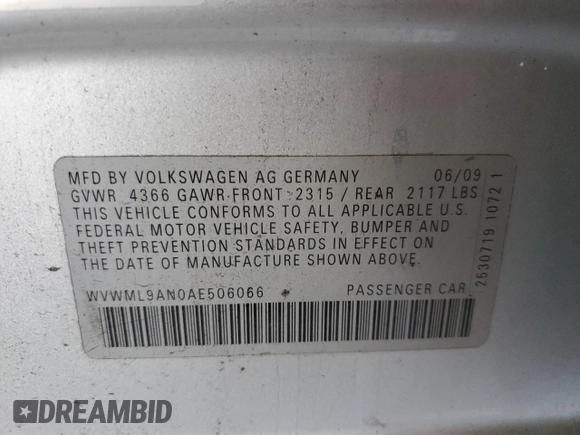 MFD BY VOLKSWAGEN AG GERMANY 06/09
GVWR 4366 GAWR FRONT 2315 / REAR 2117 LBS
THIS VEHICLE CONFORMS TO ALL APPLICABLE U.S.
FEDERAL MOTOR VEHICLE SAFETY, BUMPER AND
THEFT PREVENTION STANDARDS IN EFFECT ON
THE DATE OF MANUFACTURE SHOWN ABOVE.
WVWML9AN0AE506066 PASSENGER CAR
2530719 10721
DREAMBID